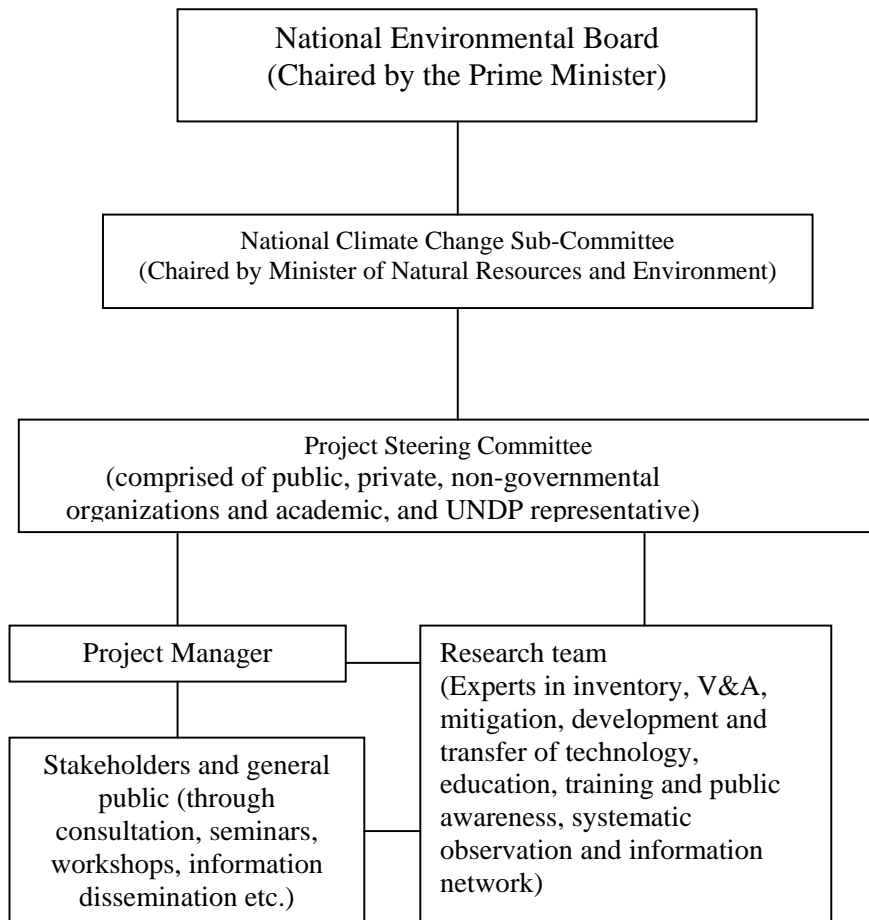 National Environmental Board
(Chaired by the Prime Minister)
National Climate Change Sub-Committee
(Chaired by Minister of Natural Resources and Environment)
Project Steering Committee
(comprised of public, private, non-governmental
organizations and academic, and UNDP representative)
Project Manager
Stakeholders and general
public (through
consultation, seminars,
workshops, information
dissemination etc.)
Research team
(Experts in inventory, V&A,
mitigation, development and
transfer of technology,
education, training and public
awareness, systematic
observation and information
network)